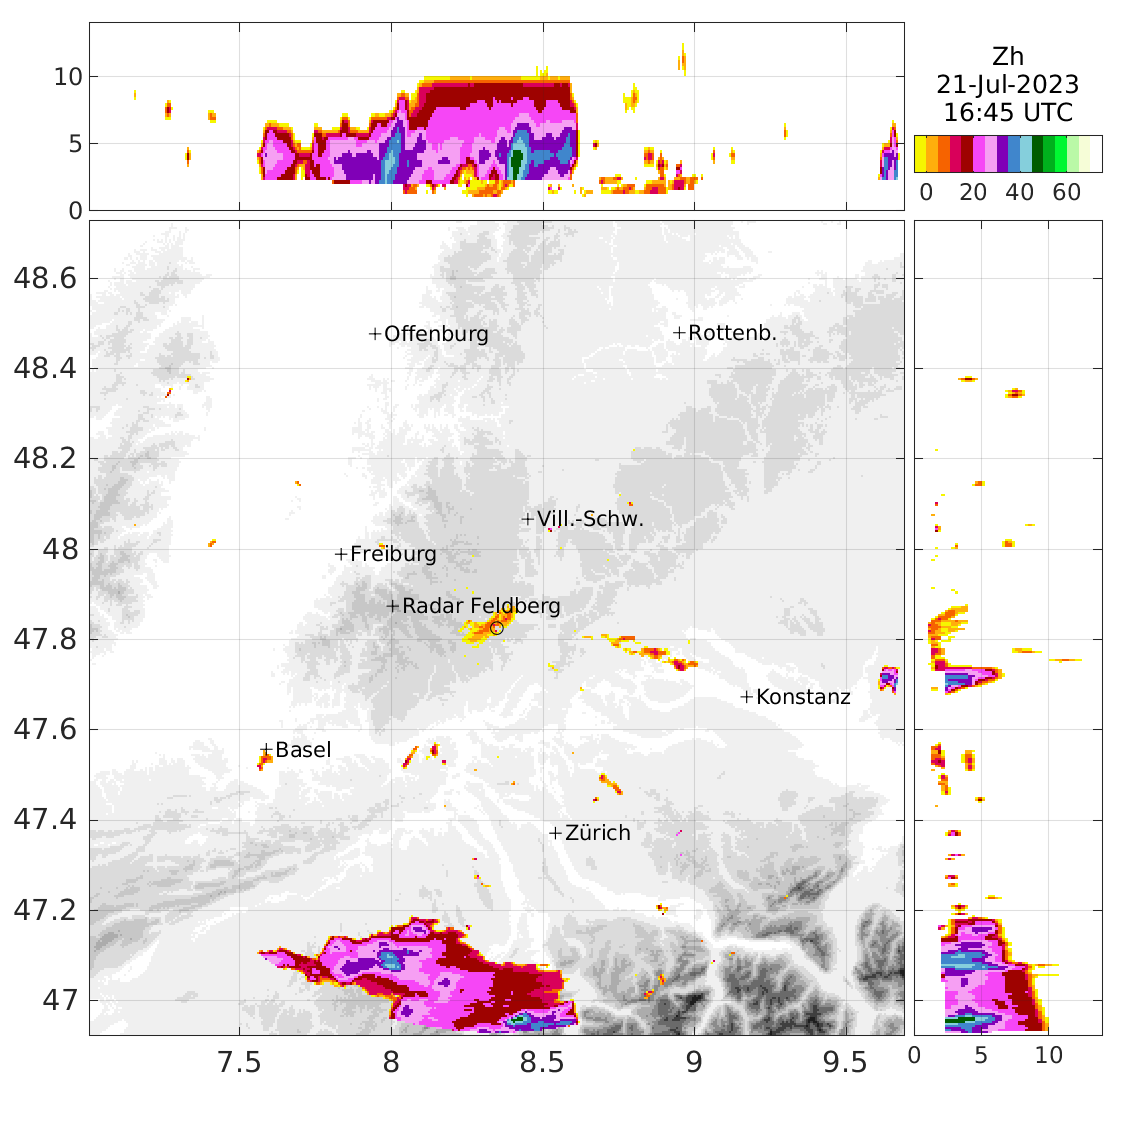 10
5
0
Zh
21-Jul-2023
16:45 UTC
0 20 40 60
48.6
48.4
48.2
48
47.8
47.6
47.4
47.2
47
+Offenburg
+Rottenb.
+Vill.-Schw.
+Freiburg
+Radar Feldberg
+Konstanz
+Basel
+Zürich
7.5 8 8.5 9 9.5
0 5 10